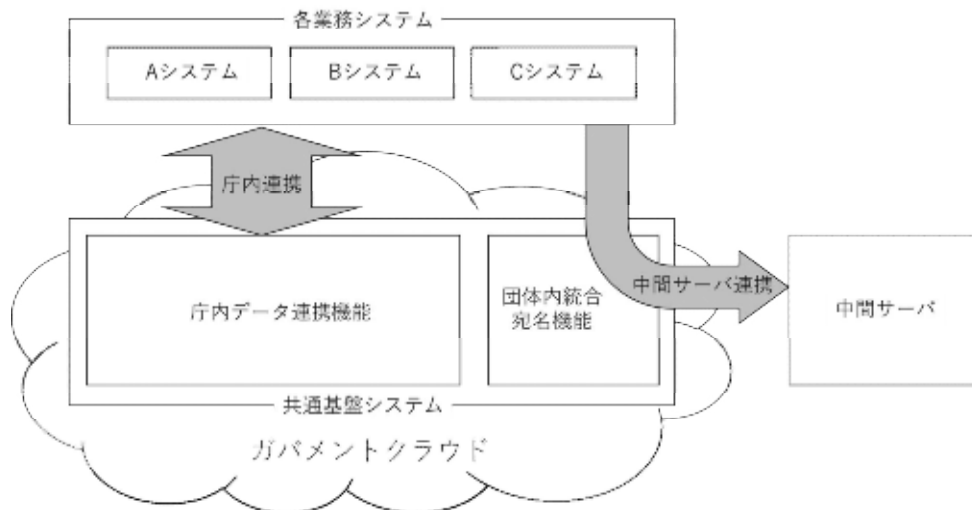 各業務システム
Aシステム
Bシステム
Cシステム
庁内連携
庁内データ連携機能
団体内統合
宛名機能
中間サーバ連携
中間サーバ
共通基盤システム
ガバメントクラウド